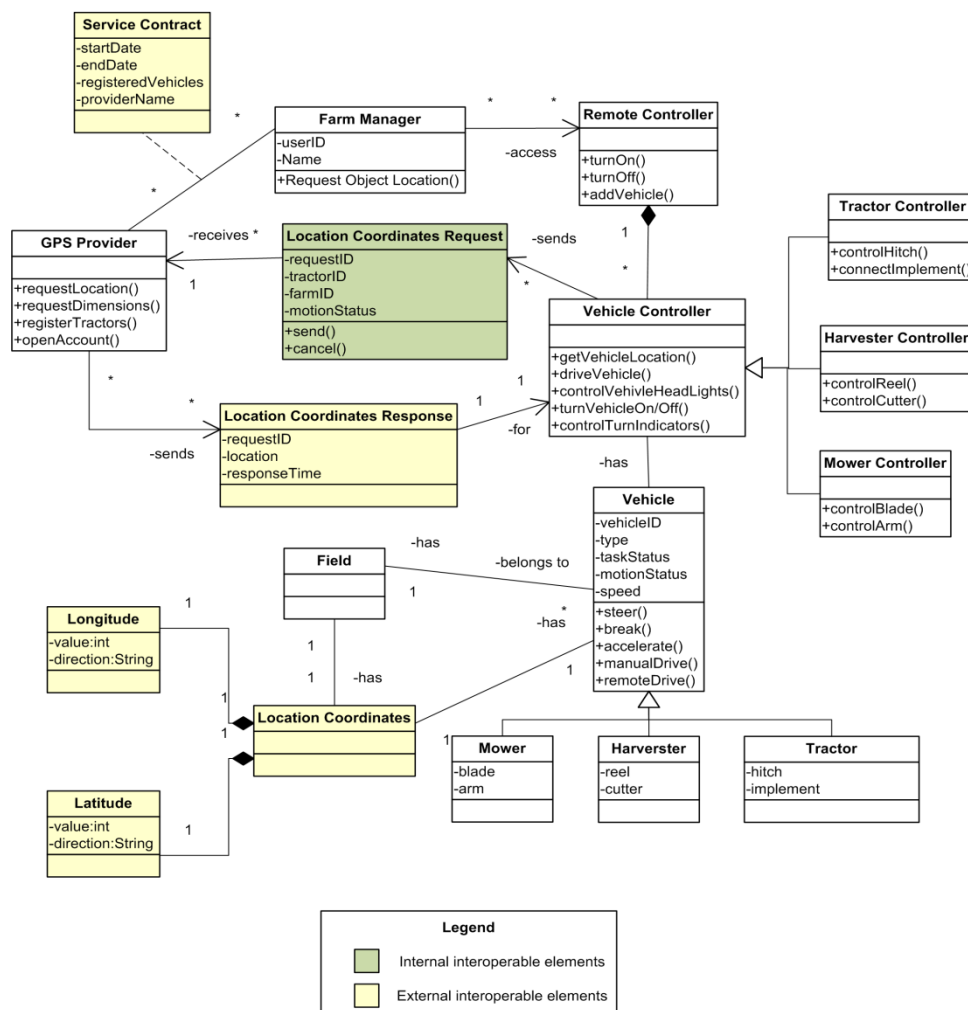 Service Contract
-startDate
-endDate
-registeredVehicles
-providerName
*
*
Farm Manager
-userID
-Name
+Request Object Location()
*
*
-access
Remote Controller
+turnOn()
+turnOff()
+addVehicle()
1
*
GPS Provider
+requestLocation()
+requestDimensions()
+registerTractors()
+openAccount()
-receives *
1
Location Coordinates Request
-requestID
-tractorID
-farmID
-motionStatus
+send()
+cancel()
-sends
*
Vehicle Controller
+getVehicleLocation()
+driveVehicle()
+controlVehivleHeadLights()
+turnVehicleOn/Off()
+controlTurnIndicators()
Tractor Controller
+controlHitch()
+connectImplement()
Harvester Controller
+controlReel()
+controlCutter()
Mower Controller
+controlBlade()
+controlArm()
*
*
-sends
Location Coordinates Response
-requestID
-location
-responseTime
1
1
-for
-has
Vehicle
-vehicleID
-type
-taskStatus
-motionStatus
-speed
+steer()
+break()
+accelerate()
+manualDrive()
+remoteDrive()
Field
-has
1
-belongs to
*
-has
1
1
1
1
-has
Longitude
-value:int
-direction:String
1
1
Location Coordinates
1
Latitude
-value:int
-direction:String
1
Mower
-blade
-arm
Harverster
-reel
-cutter
Tractor
-hitch
-implement
Legend
Internal interoperable elements
External interoperable elements